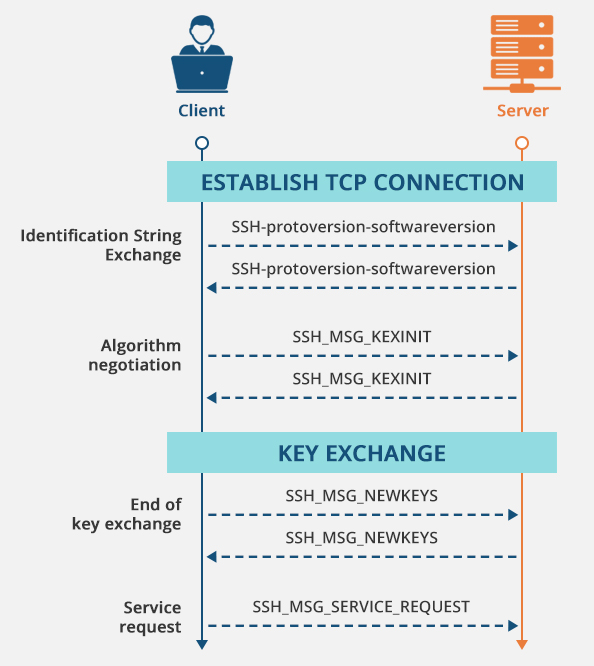 Client
Server
ESTABLISH TCP CONNECTION
Identification String
Exchange
SSH-protoversion-softwareversion
SSH-protoversion-softwareversion
Algorithm
negotiation
SSH_MSG_KEXINIT
SSH_MSG_KEXINIT
KEY EXCHANGE
End of
key exchange
SSH_MSG_NEWKEYS
SSH_MSG_NEWKEYS
Service
request
SSH_MSG_SERVICE_REQUEST